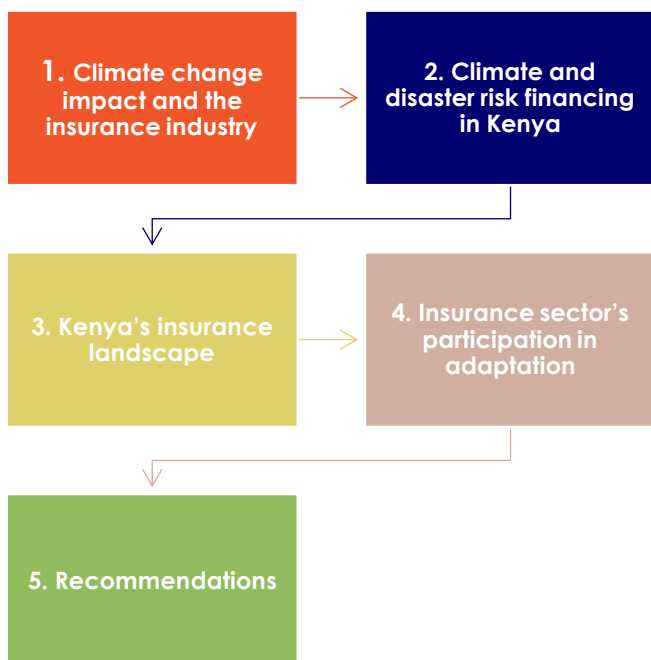 1. Climate change
impact and the
insurance industry
2. Climate and
disaster risk financing
in Kenya
3. Kenya’s insurance
landscape
4. Insurance sector’s
participation in
adaptation
5. Recommendations